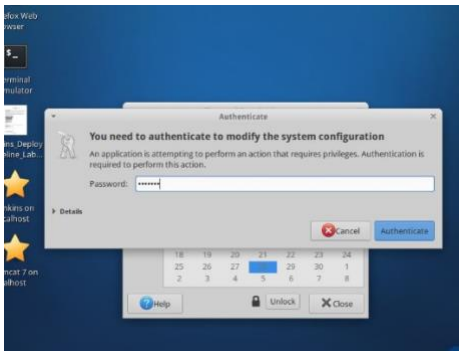 efox Web
owser
$_
erminal
mulator
Authenticate
You need to authenticate to modify the system configuration
An application is attempting to perform an action that requires privileges. Authentication is
required to perform this action.
Password: •••••••
Details
Cancel
Authenticate
ins_Deploy
eline_Lab...
nkins on
calhost
mcat 7 on
alhost
18 19 20 21 22 23 24
25 26 27 29 30 1
2 3 4 5 6 7 8
Help
Unlock
Close